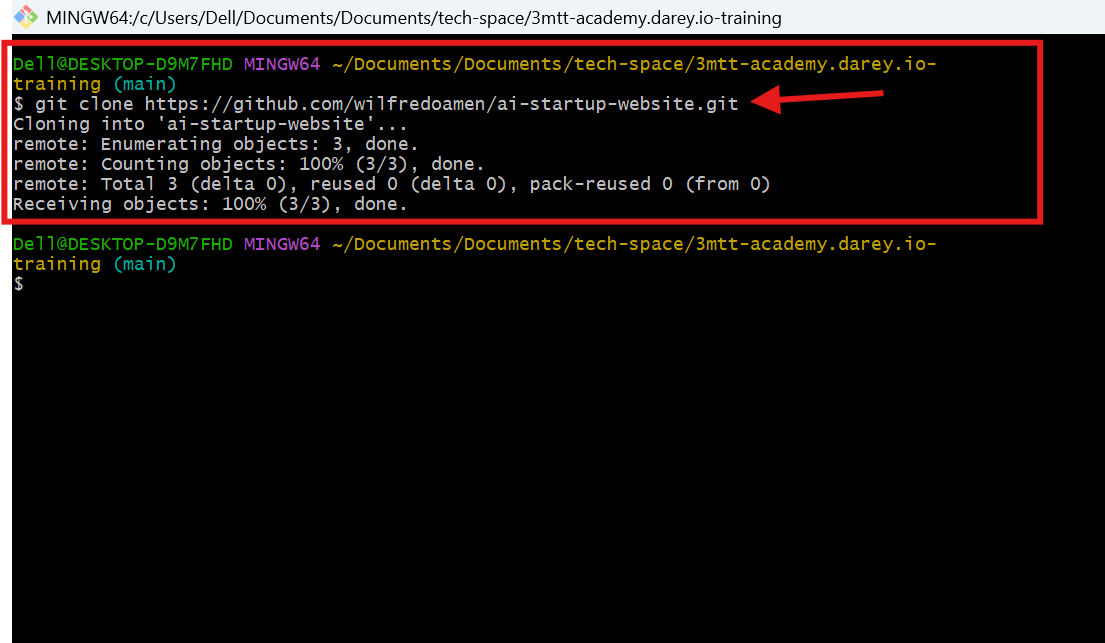 MINGW64:/c/Users/Dell/Documents/Documents/tech-space/3mtt-academy.darey.io-training
Dell@DESKTOP-D9M7FHD MINGW64 ~/Documents/Documents/tech-space/3mtt-academy.darey.io-
training (main)
$ git clone https://github.com/wilfredoamen/ai-startup-website.git
Cloning into 'ai-startup-website'...
remote: Enumerating objects: 3, done.
remote: Counting objects: 100% (3/3), done.
remote: Total 3 (delta 0), reused 0 (delta 0), pack-reused 0 (from 0)
Receiving objects: 100% (3/3), done.
Dell@DESKTOP-D9M7FHD MINGW64 ~/Documents/Documents/tech-space/3mtt-academy.darey.io-
training (main)
$